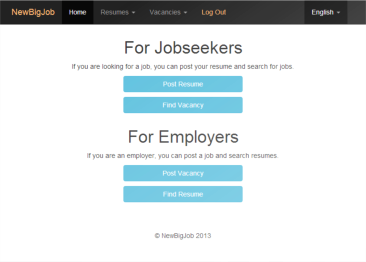 NewBigJob Home Resumes Vacancies Log Out English
For Jobseekers
If you are looking for a job, you can post your resume and search for jobs.
Post Resume
Find Vacancy
For Employers
If you are an employer, you can post a job and search resumes.
Post Vacancy
Find Resume
© NewBigJob 2013